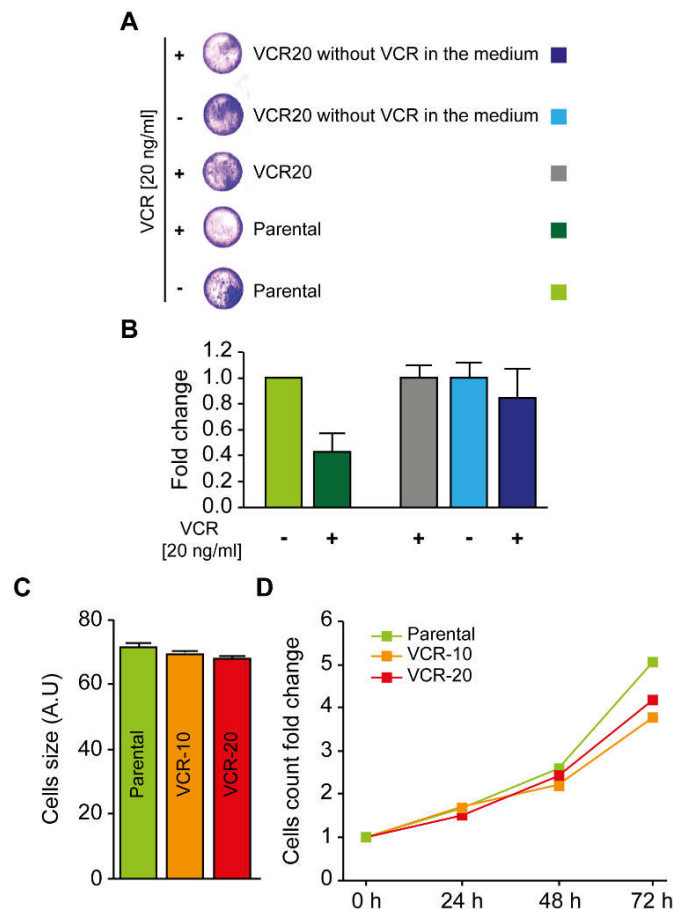 A
VCR [20 ng/ml]
+ VCR20 without VCR in the medium
- VCR20 without VCR in the medium
+ VCR20
+ Parental
- Parental
B
Fold change
1.2
1.0
0.8
0.6
0.4
0.2
0.0
VCR
[20 ng/ml]
- + + - +
C
Cells size (A.U)
80
60
40
20
0
Parental
VCR-10
VCR-20
D
Cells count fold change
6
5
4
3
2
1
0
Parental
VCR-10
VCR-20
0 h 24 h 48 h 72 h